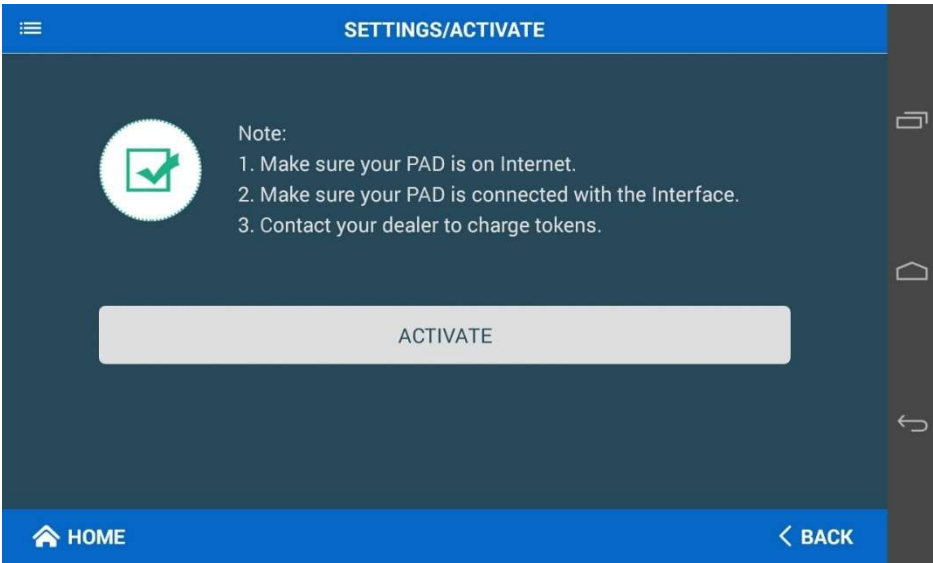 SETTINGS/ACTIVATE
Note:
1. Make sure your PAD is on Internet.
2. Make sure your PAD is connected with the Interface.
3. Contact your dealer to charge tokens.
ACTIVATE
HOME
BACK